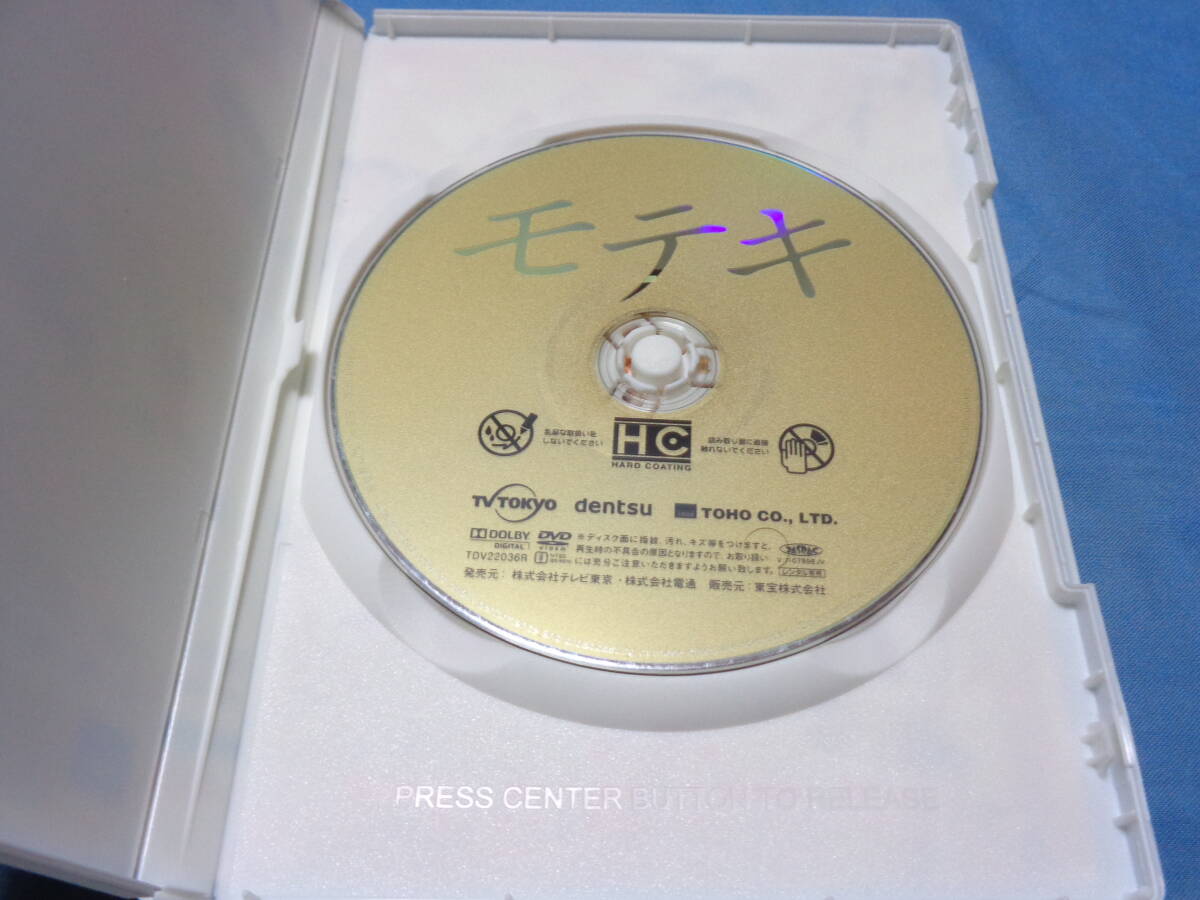 モテキ
乱暴な取扱いを
しないでください
HC
HARD COATING
読み取り面に直接
触れないでください
TV TOKYO dentsu TOHO CO., LTD.
DOLBY
DIGITAL
DVD
VIDEO
TDV22036R
※ディスク面に指紋、汚れ、キズ等をつけますと、
再生時の不具合の原因となりますので、お取り扱い
には充分ご注意いただきますようお願い致します。
レンタル専用
発売元：株式会社テレビ東京・株式会社電通 販売元：東宝株式会社
PRESS CENTER BUTTON TO RELEASE